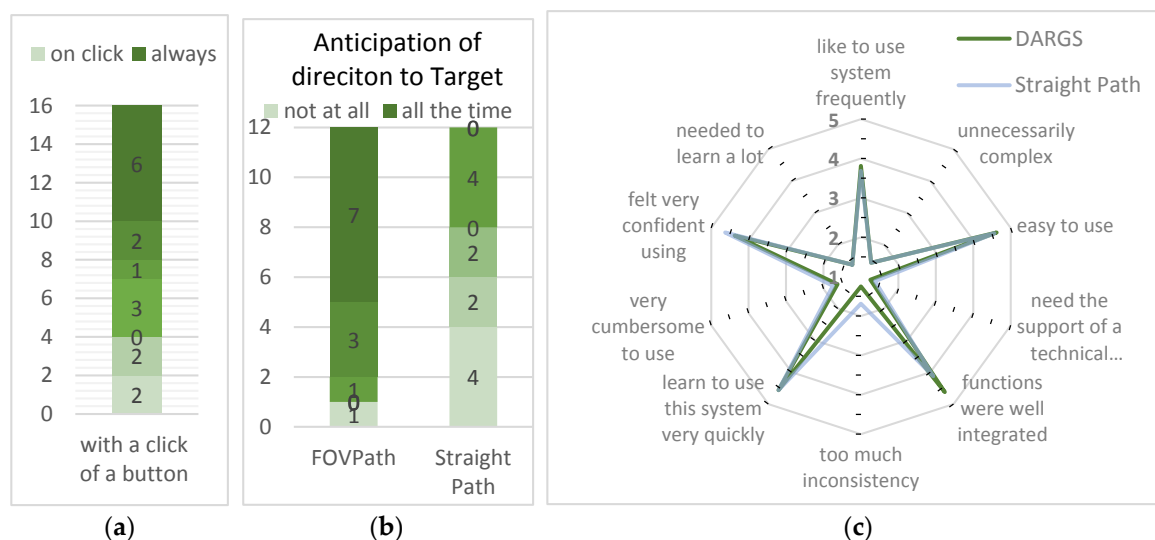 on click always
16
14
12
10
8
6
4
2
0
6
2
1
3
0
2
2
with a click
of a button
(a)
Anticipation of
direciton to Target
not at all all the time
12
10
8
6
4
2
0
7
3
1
0
0
1
0
4
0
2
2
4
FOVPath
Straight
Path
(b)
DARGS
Straight Path
like to use
system
frequently
unnecessarily
complex
easy to use
need the
support of a
technical...
functions
were well
integrated
too much
inconsistency
learn to use
this system
very quickly
very
cumbersome
to use
felt very
confident
using
needed to
learn a lot
5
4
3
2
1
(c)